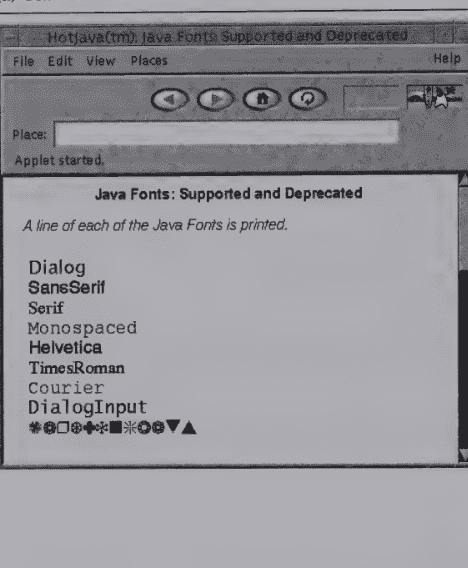 HotJava(tm): Java Fonts Supported and Deprecated
File Edit View Places Help
Place:
Applet started.
Java Fonts: Supported and Deprecated
A line of each of the Java Fonts is printed.
Dialog
SansSerif
Serif
Monospaced
Helvetica
TimesRoman
Courier
DialogInput